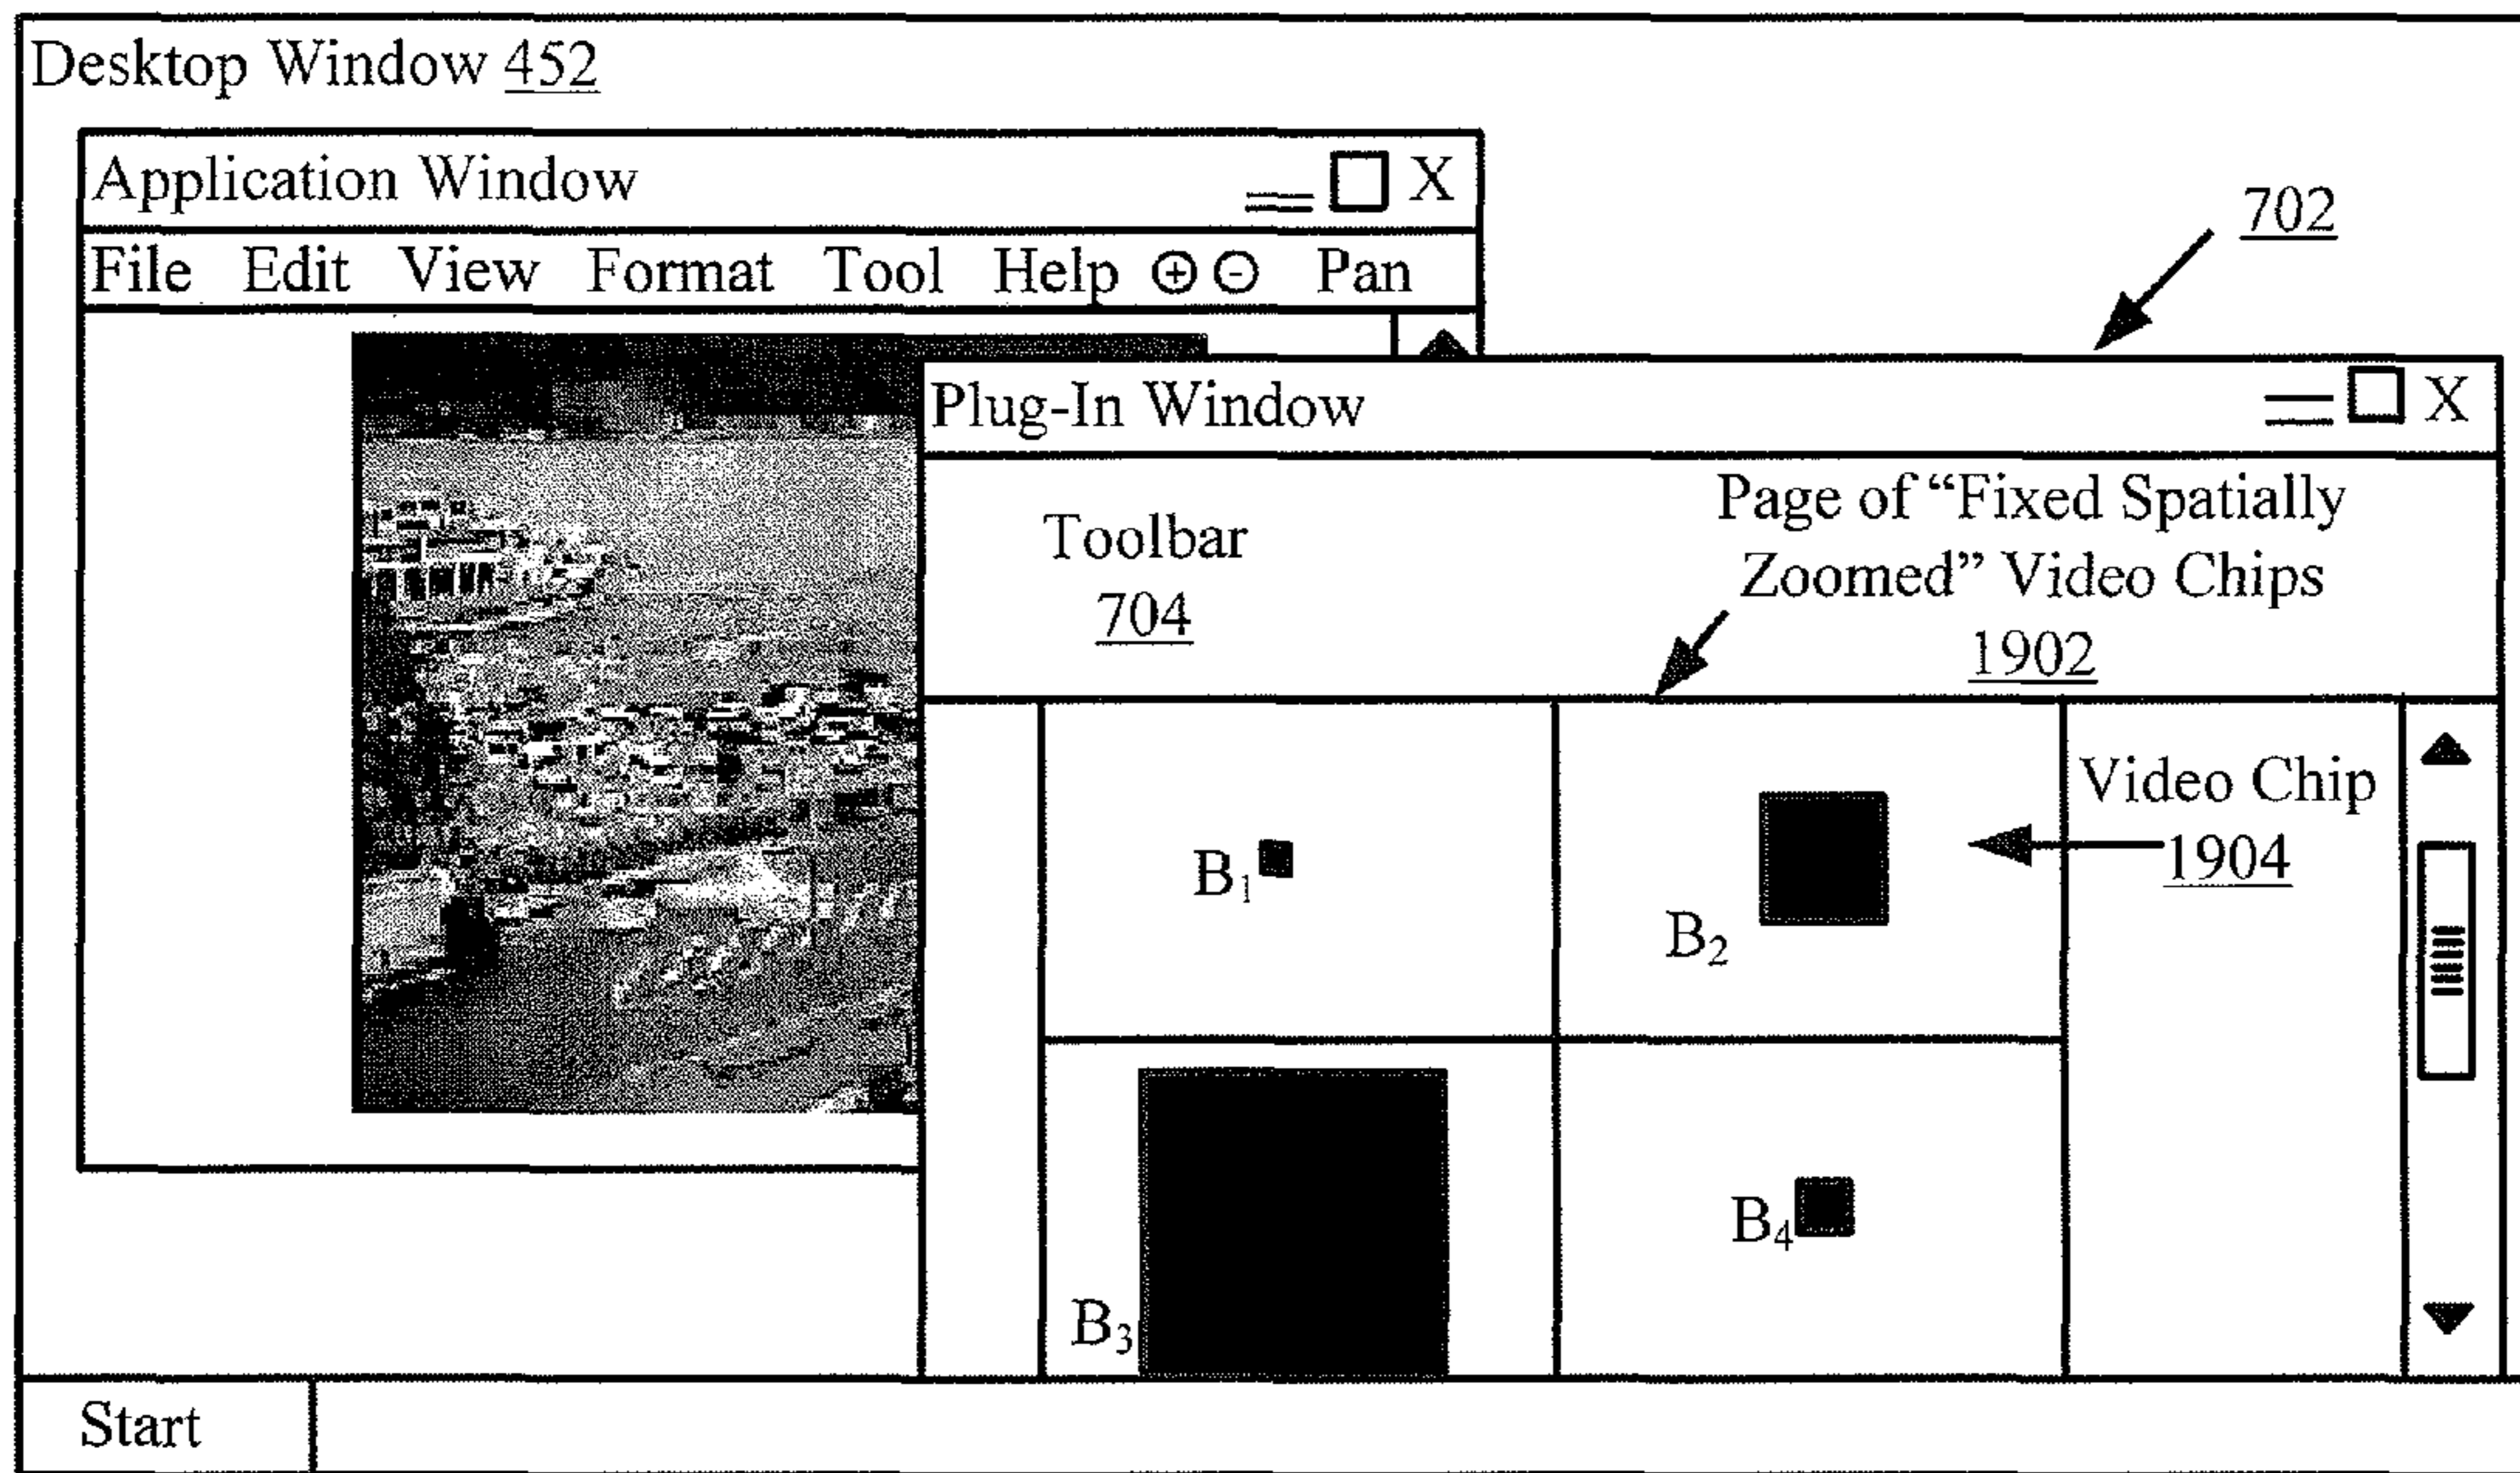 Desktop Window 452
Application Window X
File Edit View Format Tool Help + - Pan
702
Plug-In Window X
Toolbar
704
Page of “Fixed Spatially
Zoomed” Video Chips
1902
B1
B2
Video Chip
1904
B3
B4
Start